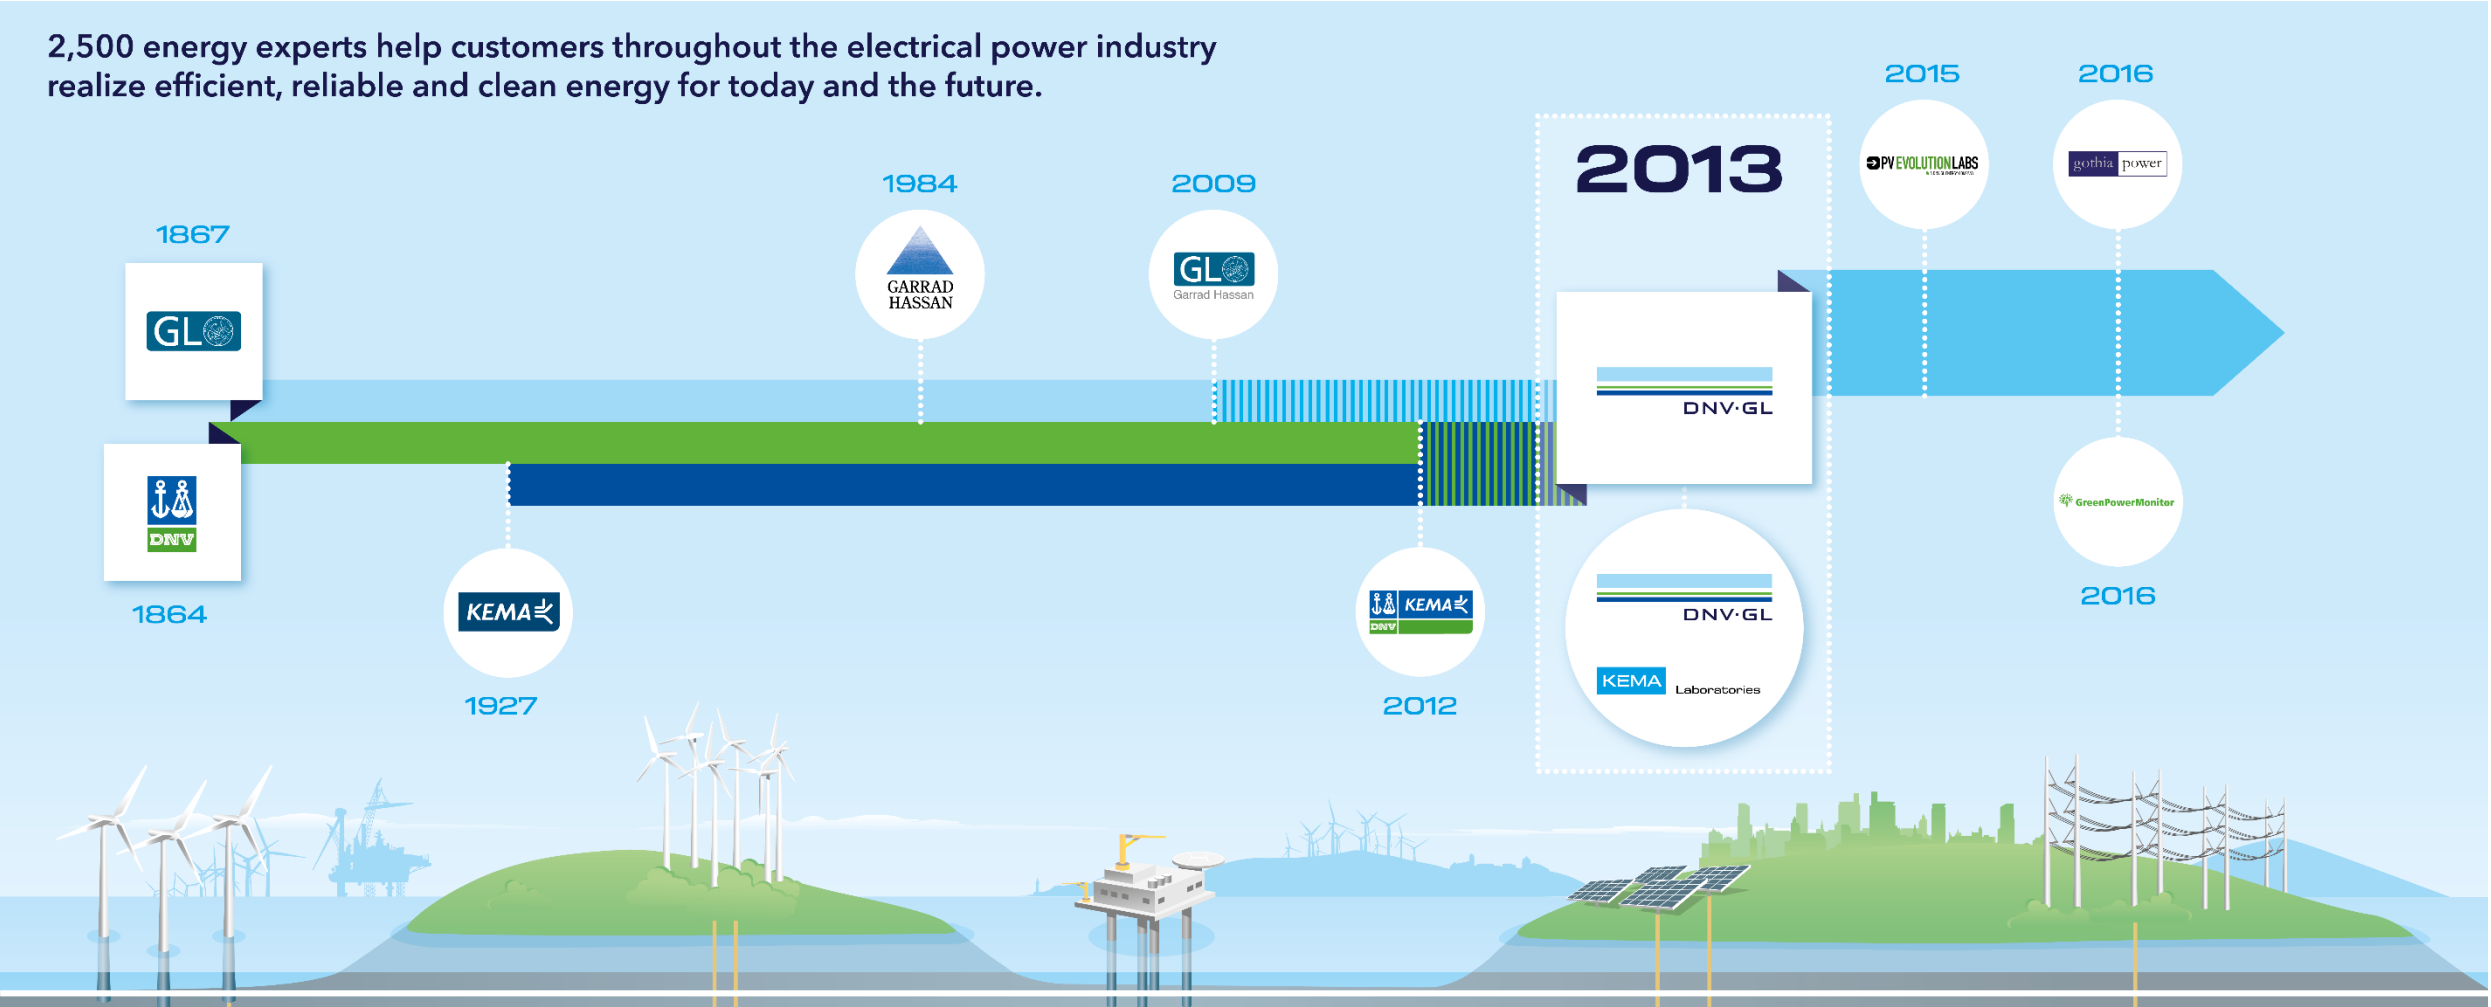 2,500 energy experts help customers throughout the electrical power industry
realize efficient, reliable and clean energy for today and the future.
1867
GL
DNV
1864
KEMA
1927
1984
GARRAD
HASSAN
2009
GL
Garrad Hassan
DNV
KEMA
2012
2013
DNV·GL
DNV·GL
KEMA Laboratories
2015
PV EVOLUTION LABS
2016
gothia power
GreenPowerMonitor
2016